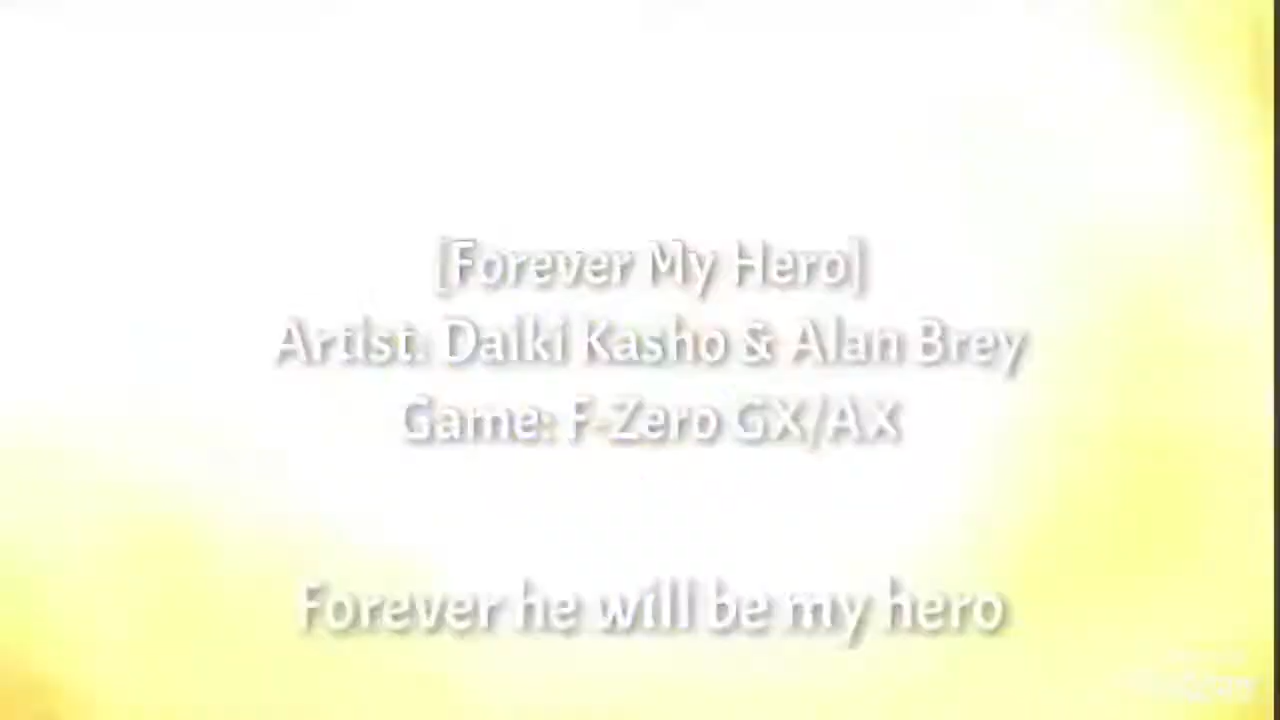 [Forever My Hero]
Artist: Daiki Kasho & Alan Brey
Game: F-Zero GX/AX
Forever he will be my hero